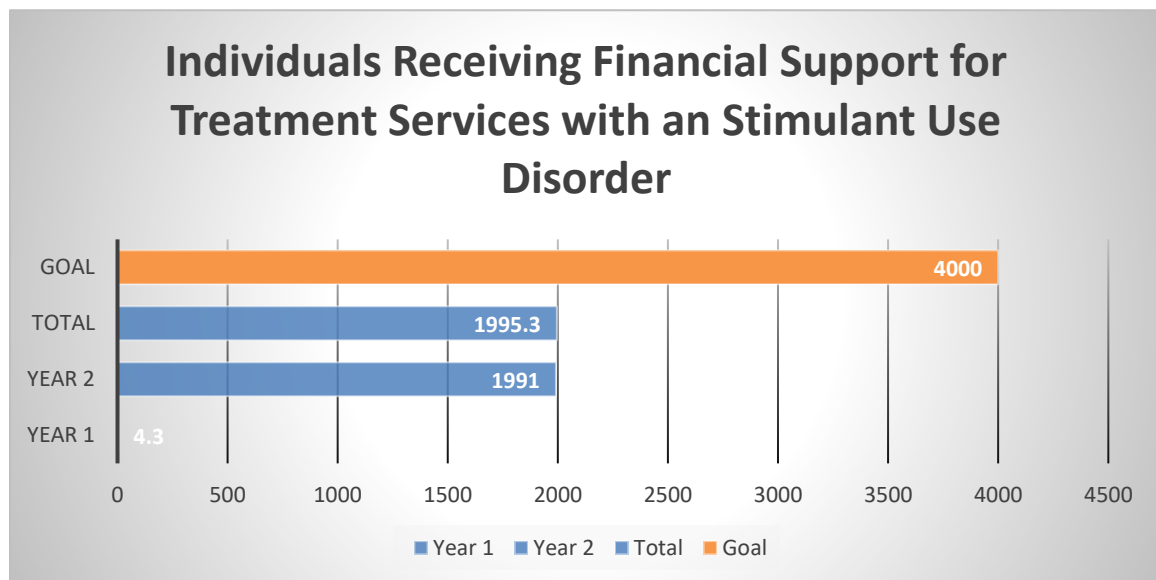 Individuals Receiving Financial Support for
Treatment Services with an Stimulant Use
Disorder
GOAL
4000
TOTAL
1995.3
YEAR 2
1991
YEAR 1
4.3
0 500 1000 1500 2000 2500 3000 3500 4000 4500
Year 1 Year 2 Total Goal